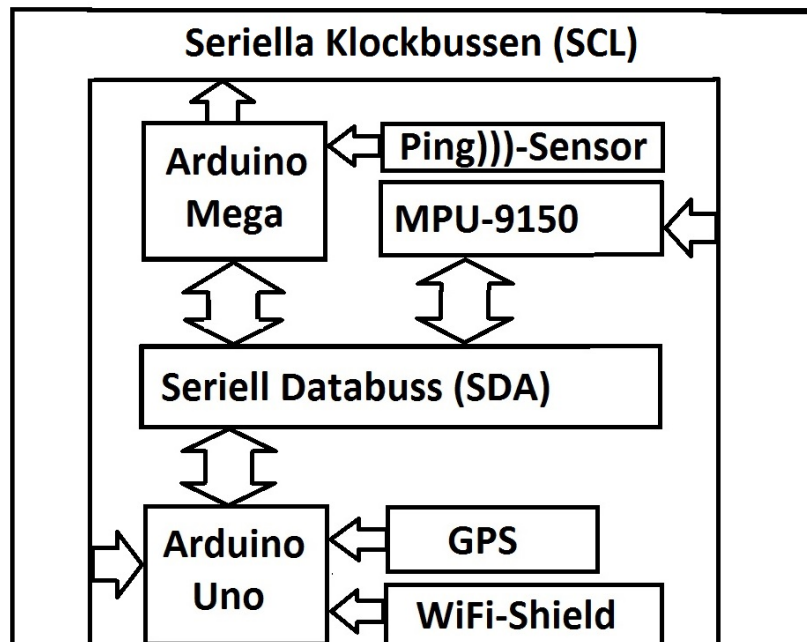 Seriella Klockbussen (SCL)
Arduino
Mega
Ping)))-Sensor
MPU-9150
Seriell Databuss (SDA)
Arduino
Uno
GPS
WiFi-Shield